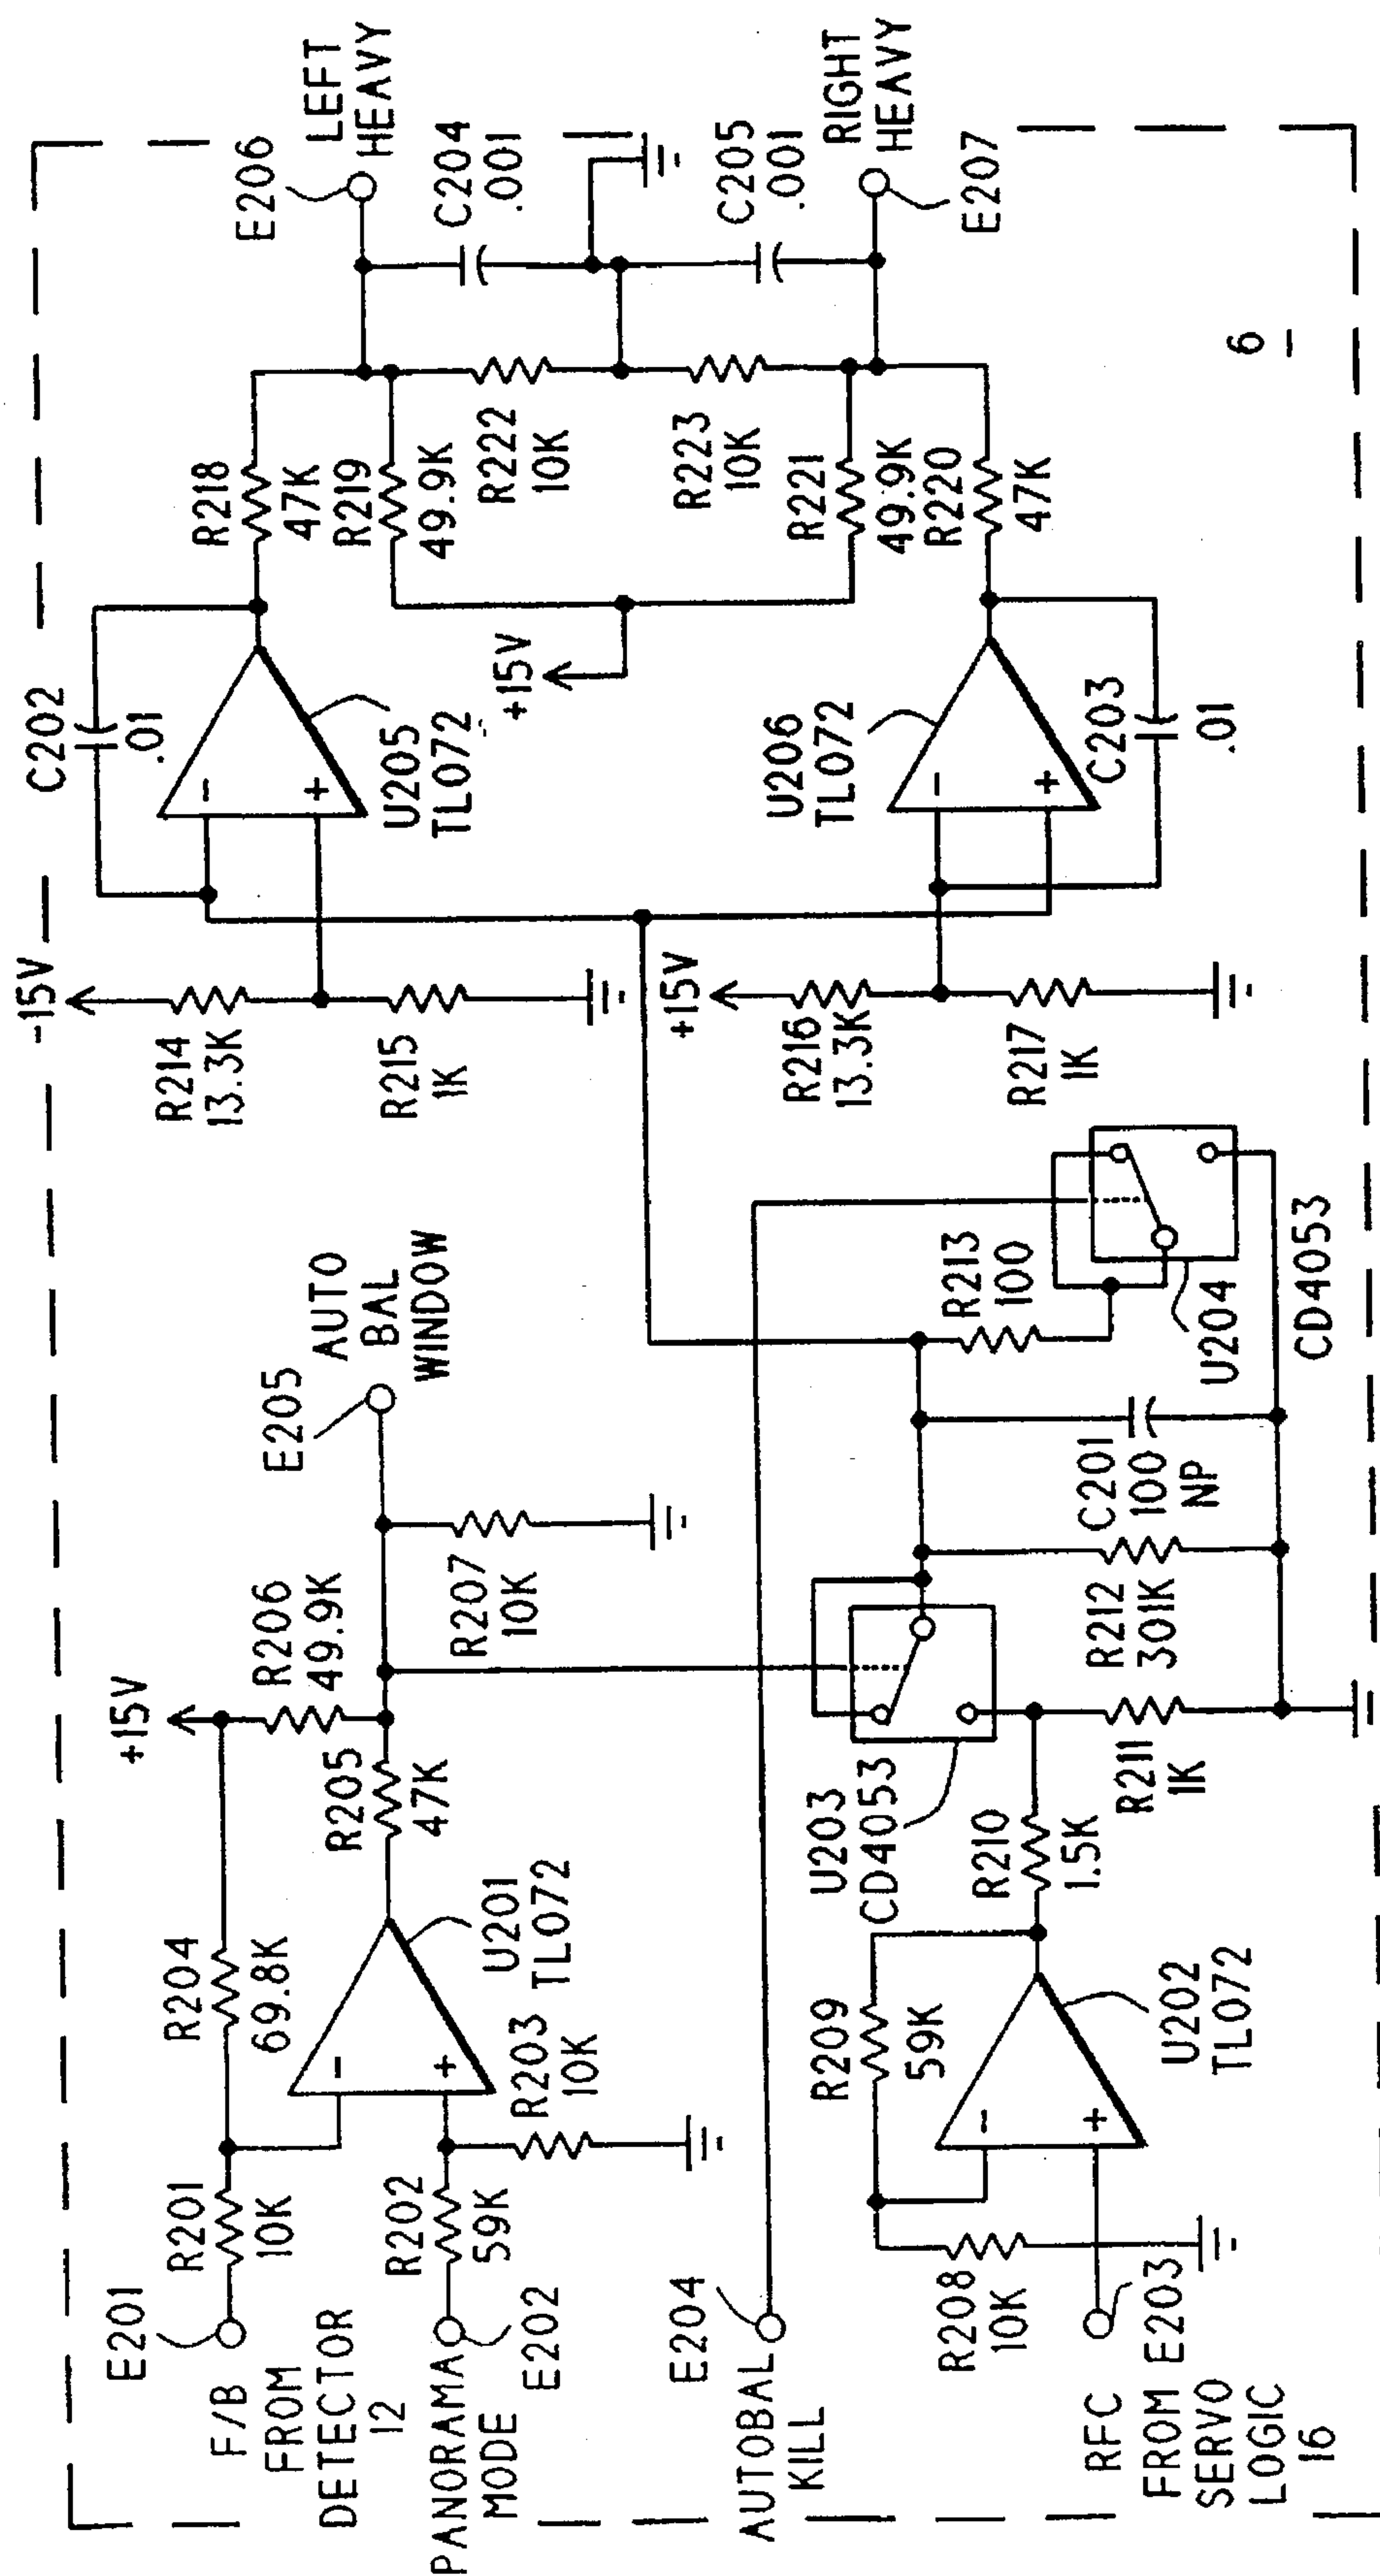 E201
F/B
FROM
DETECTOR
12
R201
10K
R204
69.8K
+15V
R206
49.9K
R205
47K
U201
TL072
-
+
R202
59K
R203
10K
PANORAMA
MODE
E202
R207
10K
E205
AUTO
BAL
WINDOW
E204
AUTOBAL
KILL
RFC
FROM
SERVO
LOGIC
16
E203
R208
10K
R209
59K
-
+
U202
TL072
R210
1.5K
R211
1K
U203
CD4053
R212
301K
C201
100
NP
R213
100
U204
CD4053
-15V
R214
13.3K
R215
1K
+15V
R216
13.3K
R217
1K
C202
.01
-
+
U205
TL072
U206
TL072
-
+
C203
.01
+15V
R218
47K
R219
49.9K
R222
10K
R223
10K
R221
49.9K
R220
47K
E206
LEFT
HEAVY
C204
.001
C205
.001
RIGHT
HEAVY
E207
6